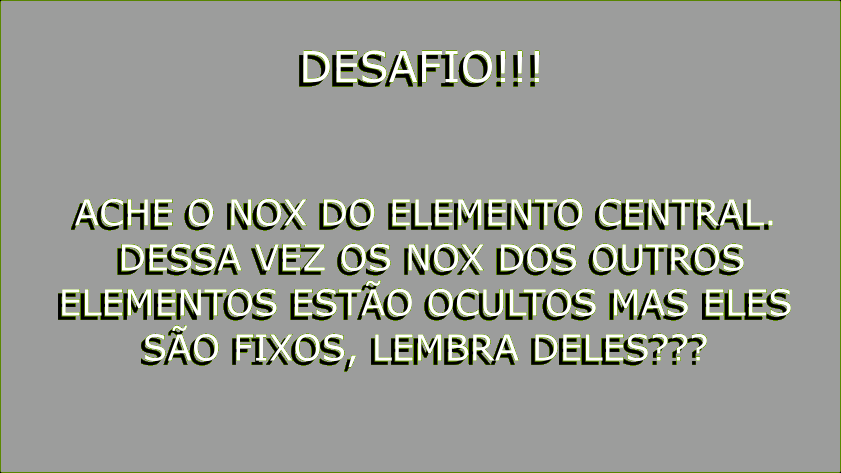 DESAFIO!!!
ACHE O NOX DO ELEMENTO CENTRAL.
DESSA VEZ OS NOX DOS OUTROS
ELEMENTOS ESTÃO OCULTOS MAS ELES
SÃO FIXOS, LEMBRA DELES???